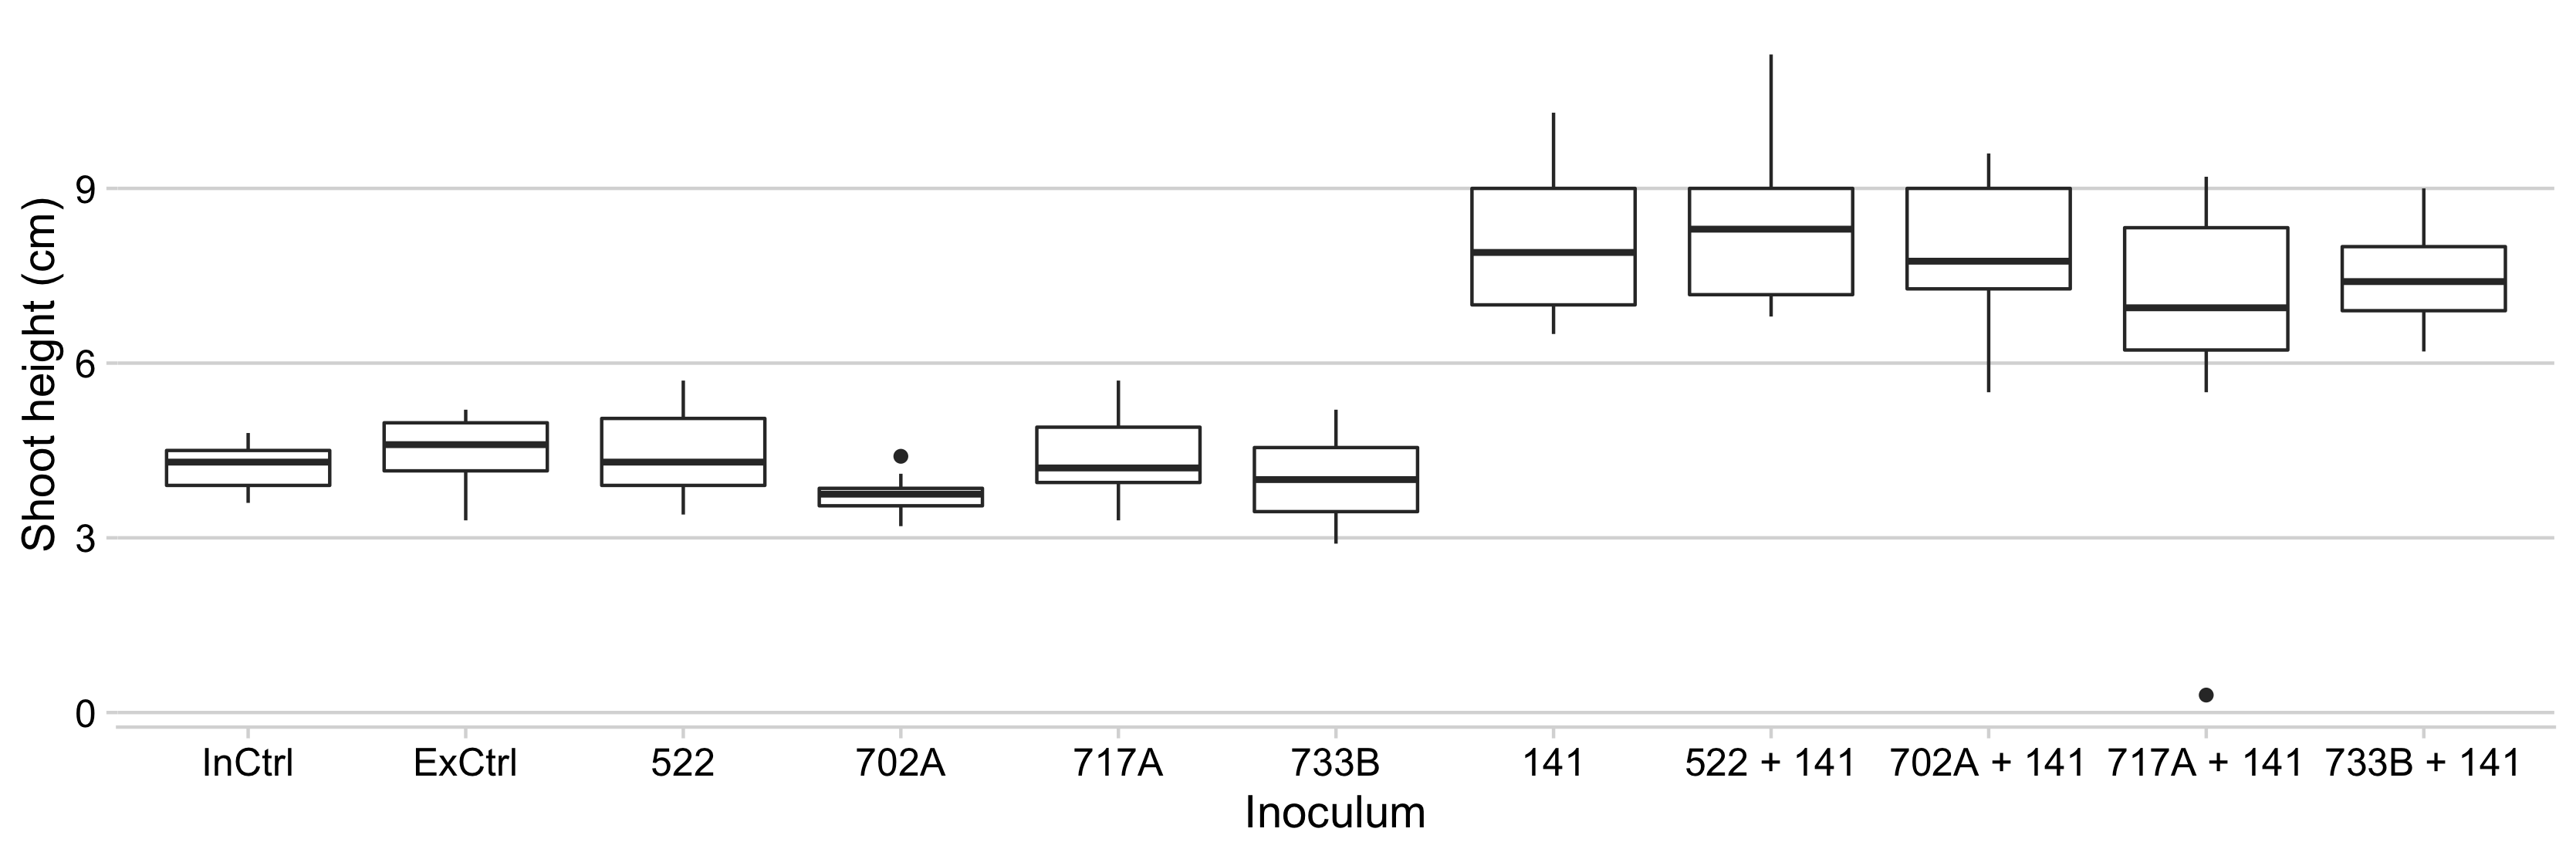 Shoot height (cm)
9
6
3
0
InCtrl ExCtrl 522 702A 717A 733B 141 522 + 141 702A + 141 717A + 141 733B + 141
Inoculum